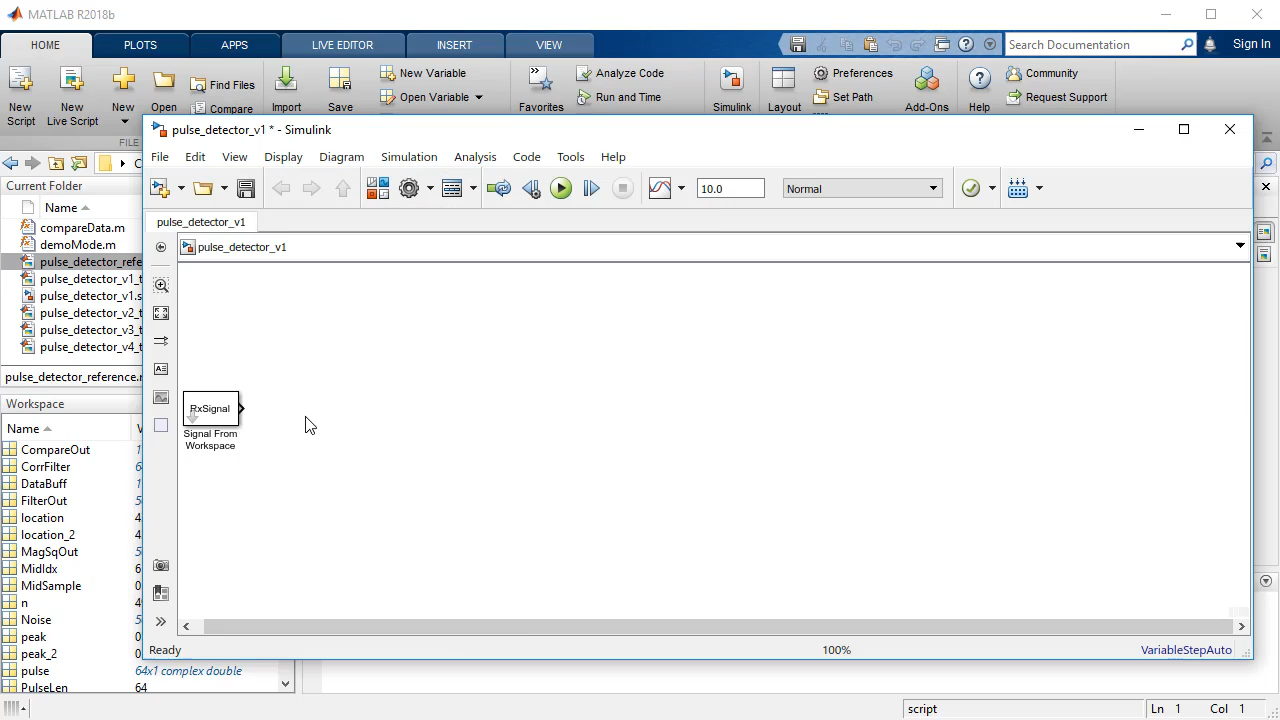 MATLAB R2018b
HOME
PLOTS
APPS
LIVE EDITOR
INSERT
VIEW
Search Documentation
Sign In
New Script
New Live Script
New
Open
Find Files
Compare
Import
Save
New Variable
Open Variable
Favorites
Analyze Code
Run and Time
Simulink
Layout
Preferences
Set Path
Add-Ons
Help
Community
Request Support
FILE
pulse_detector_v1 * - Simulink
File
Edit
View
Display
Diagram
Simulation
Analysis
Code
Tools
Help
10.0
Normal
pulse_detector_v1
pulse_detector_v1
Current Folder
Name
compareData.m
demoMode.m
pulse_detector_refe
pulse_detector_v1_t
pulse_detector_v1.s
pulse_detector_v2_t
pulse_detector_v3_t
pulse_detector_v4_t
pulse_detector_reference.
RxSignal
Signal From
Workspace
Workspace
Name
CompareOut
CorrFilter
DataBuff
FilterOut
location
location_2
MagSqOut
MidIdx
MidSample
n
Noise
peak
peak_2
pulse 64x1 complex double
PulseLen 64
Ready
100%
VariableStepAuto
script
Ln 1
Col 1